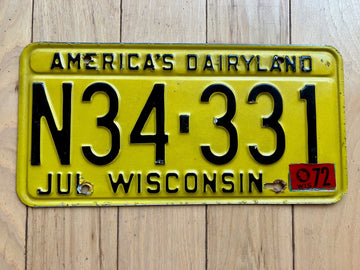 AMERICA'S DAIRYLAND
N34-331
JUL WISCONSIN 72